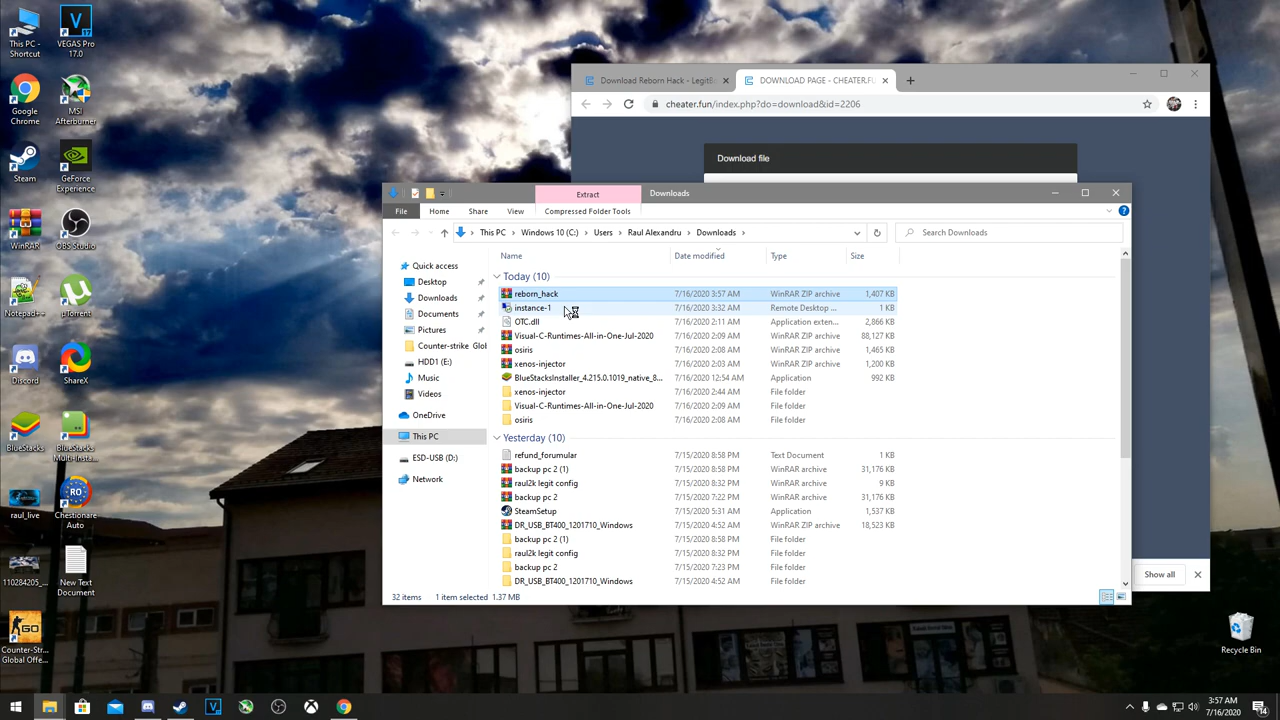 This PC - Shortcut
VEGAS Pro 17.0
Google Chrome
MSI Afterburner
Steam
GeForce Experience
WinRAR
OBS Studio
Notepad++
µTorrent
Discord
ShareX
BlueStacks
BlueStacks Multi-Insta...
raul_live
Chestionare Auto
110284205_...
New Text Document
Counter-Str... Global Offe...
Recycle Bin
Download Reborn Hack - LegitB
DOWNLOAD PAGE - CHEATER.FU
cheater.fun/index.php?do=download&id=2206
Download file
Extract
Downloads
File
Home
Share
View
Compressed Folder Tools
This PC > Windows 10 (C:) > Users > Raul Alexandru > Downloads >
Search Downloads
Name
Date modified
Type
Size
Quick access
Desktop
Downloads
Documents
Pictures
Counter-strike Glol
HDD1 (E:)
Music
Videos
OneDrive
This PC
ESD-USB (D:)
Network
Today (10)
reborn_hack 7/16/2020 3:57 AM WinRAR ZIP archive 1,407 KB
instance-1 7/16/2020 3:32 AM Remote Desktop ... 1 KB
OTC.dll 7/16/2020 2:11 AM Application exten... 2,866 KB
Visual-C-Runtimes-All-in-One-Jul-2020 7/16/2020 2:09 AM WinRAR ZIP archive 88,127 KB
osiris 7/16/2020 2:08 AM WinRAR ZIP archive 1,465 KB
xenos-injector 7/16/2020 2:03 AM WinRAR ZIP archive 1,200 KB
BlueStacksInstaller_4.215.0.1019_native_8... 7/16/2020 12:54 AM Application 992 KB
xenos-injector 7/16/2020 2:44 AM File folder
Visual-C-Runtimes-All-in-One-Jul-2020 7/16/2020 2:09 AM File folder
osiris 7/16/2020 2:08 AM File folder
Yesterday (10)
refund_forumular 7/15/2020 8:58 PM Text Document 1 KB
backup pc 2 (1) 7/15/2020 8:58 PM WinRAR archive 31,176 KB
raul2k legit config 7/15/2020 8:32 PM WinRAR archive 9 KB
backup pc 2 7/15/2020 7:22 PM WinRAR archive 31,176 KB
SteamSetup 7/15/2020 5:31 AM Application 1,537 KB
DR_USB_BT400_1201710_Windows 7/15/2020 4:52 AM WinRAR ZIP archive 18,523 KB
backup pc 2 (1) 7/15/2020 8:58 PM File folder
raul2k legit config 7/15/2020 8:32 PM File folder
backup pc 2 7/15/2020 7:23 PM File folder
DR_USB_BT400_1201710_Windows 7/15/2020 4:52 AM File folder
32 items 1 item selected 1.37 MB
Show all
3:57 AM
7/16/2020
14